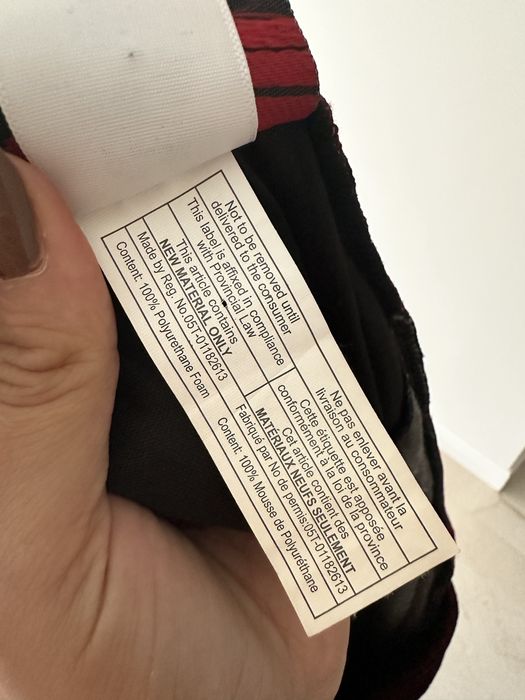 Not to be removed until
delivered to the consumer
This label is affixed in compliance
with Provincial Law
This article contains
NEW MATERIAL ONLY
Made by Reg. No.05T-01182613
Content: 100% Polyurethane Foam
Ne pas enlever avant la
livraison au consommateur
Cette étiquette est apposée
conformément à la loi de la province
Cet article contient des
MATÉRIAUX NEUFS SEULEMENT
Fabriqué par No de permis:05T-01182613
Content: 100% Mousse de Polyuréthane